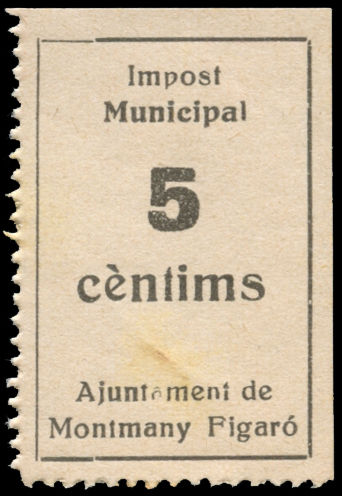 Impost
Municipal
5
cèntims
Ajuntament de
Montmany Figaró